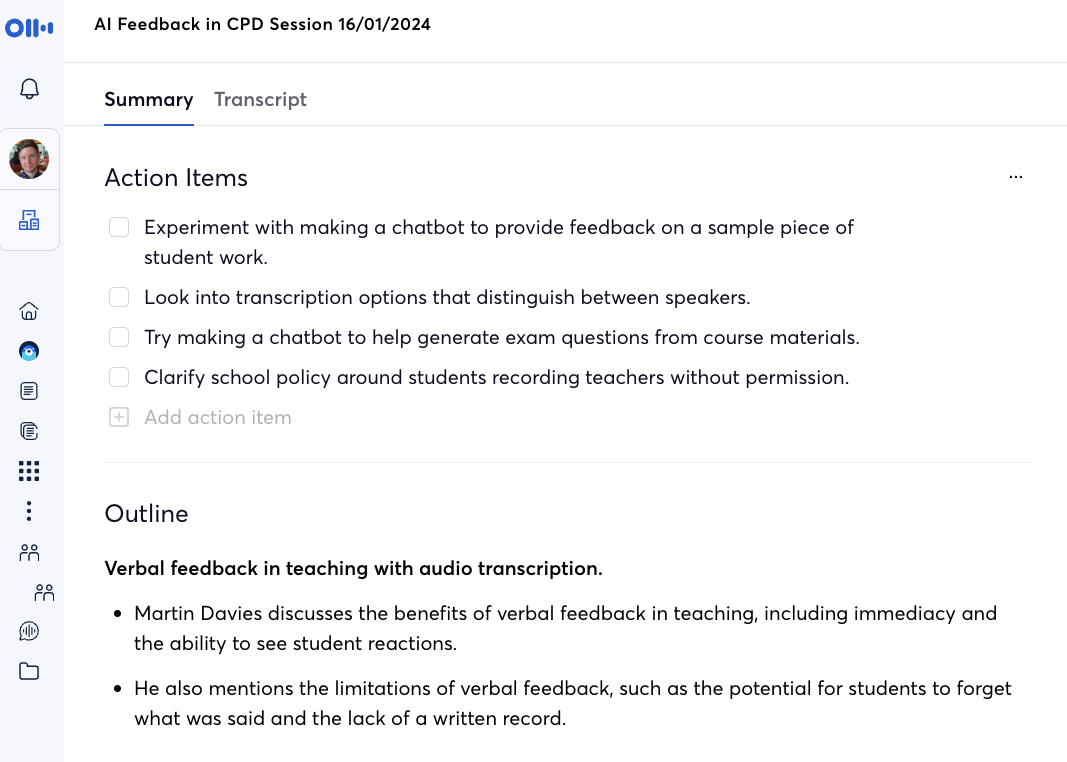 AI Feedback in CPD Session 16/01/2024
Summary Transcript
Action Items
Experiment with making a chatbot to provide feedback on a sample piece of
student work.
Look into transcription options that distinguish between speakers.
Try making a chatbot to help generate exam questions from course materials.
Clarify school policy around students recording teachers without permission.
Add action item
Outline
Verbal feedback in teaching with audio transcription.
Martin Davies discusses the benefits of verbal feedback in teaching, including immediacy and
the ability to see student reactions.
He also mentions the limitations of verbal feedback, such as the potential for students to forget
what was said and the lack of a written record.